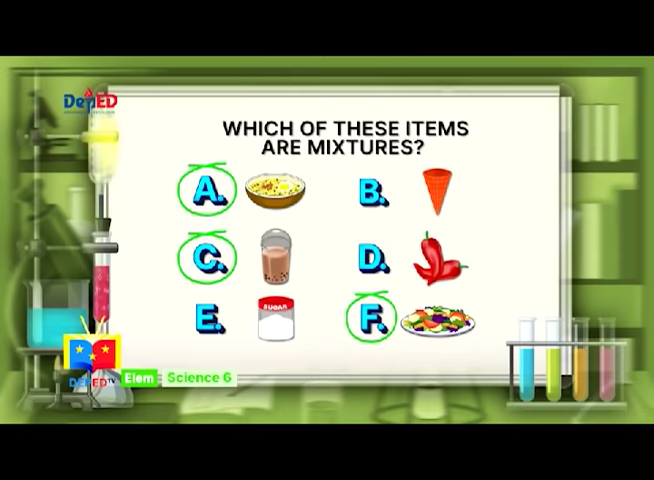 DepED
WHICH OF THESE ITEMS
ARE MIXTURES?
A.
B.
C.
D.
E.
SUGAR
F.
DEPED TV
Elem Science 6